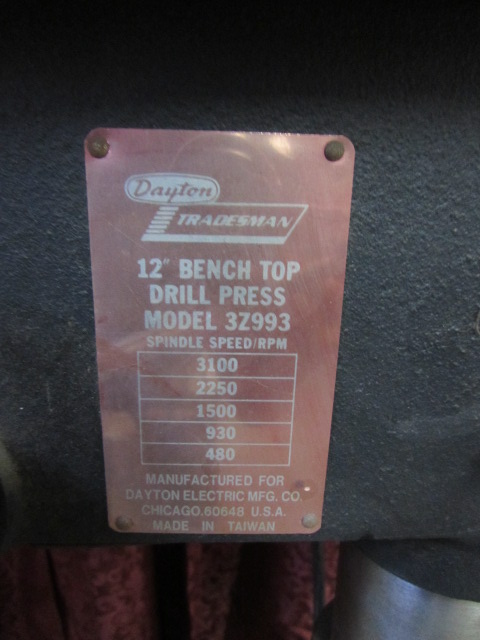 Dayton
TRADESMAN
12" BENCH TOP
DRILL PRESS
MODEL 3Z993
SPINDLE SPEED/RPM
3100
2250
1500
930
480
MANUFACTURED FOR
DAYTON ELECTRIC MFG. CO.
CHICAGO.60648 U.S.A.
MADE IN TAIWAN